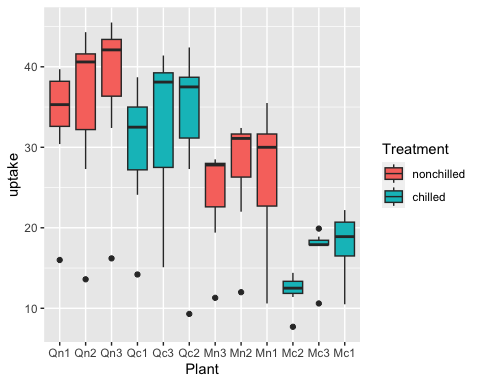 uptake
40
30
20
10
Qn1 Qn2 Qn3 Qc1 Qc3 Qc2 Mn3 Mn2 Mn1 Mc2 Mc3 Mc1
Plant
Treatment
nonchilled
chilled